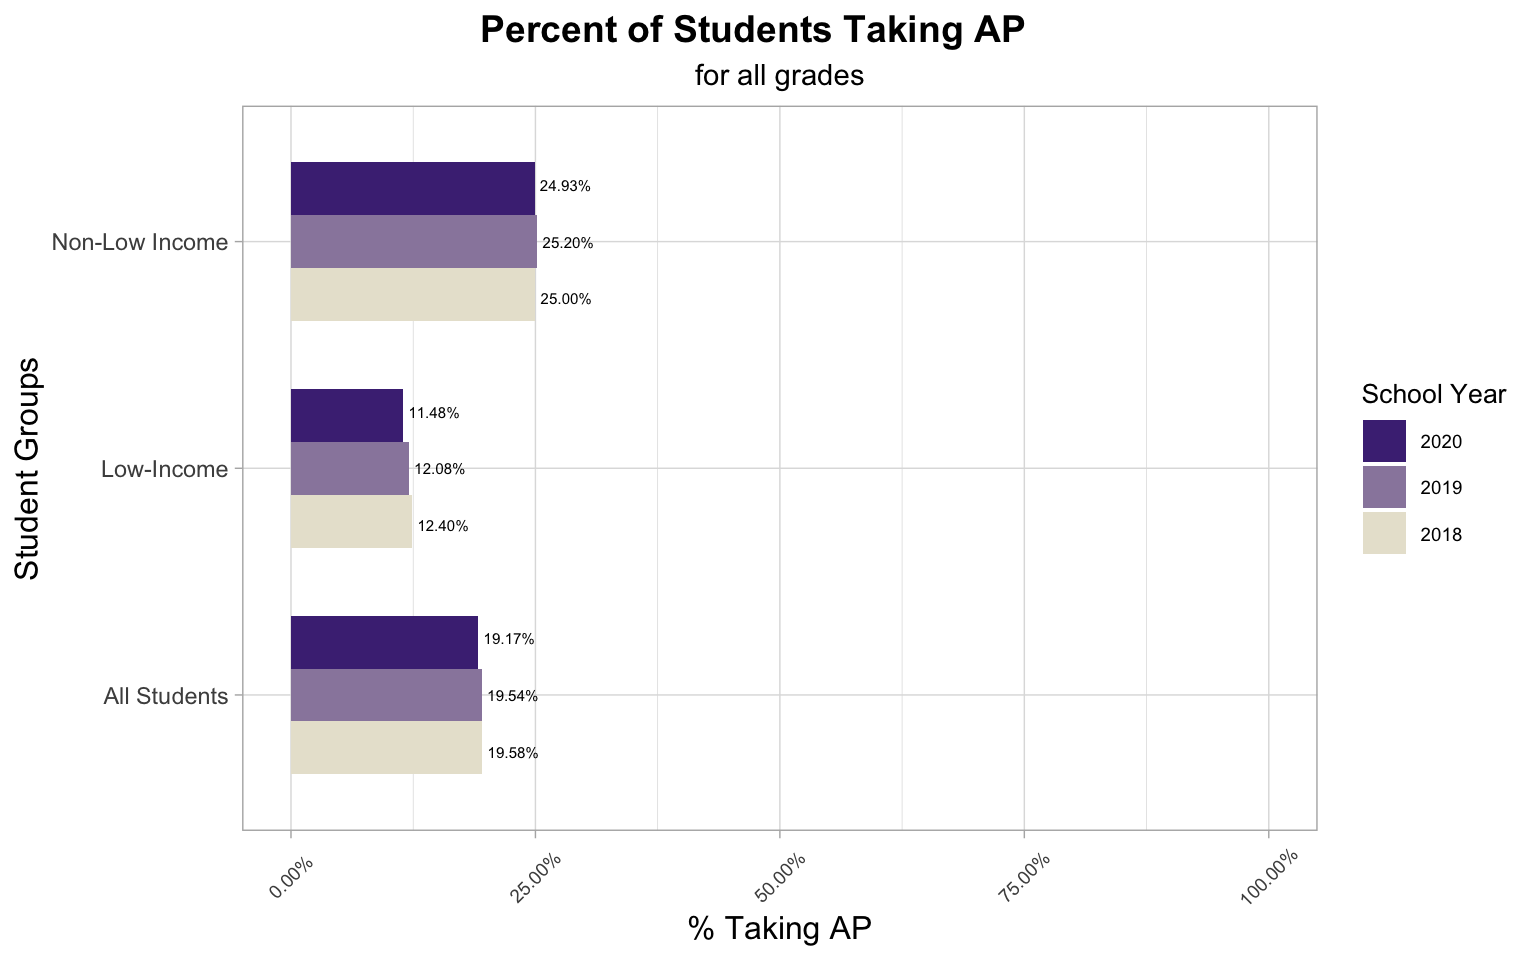 Percent of Students Taking AP
for all grades
Student Groups
Non-Low Income
24.93%
25.20%
25.00%
Low-Income
11.48%
12.08%
12.40%
All Students
19.17%
19.54%
19.58%
0.00%
25.00%
50.00%
75.00%
100.00%
% Taking AP
School Year
2020
2019
2018